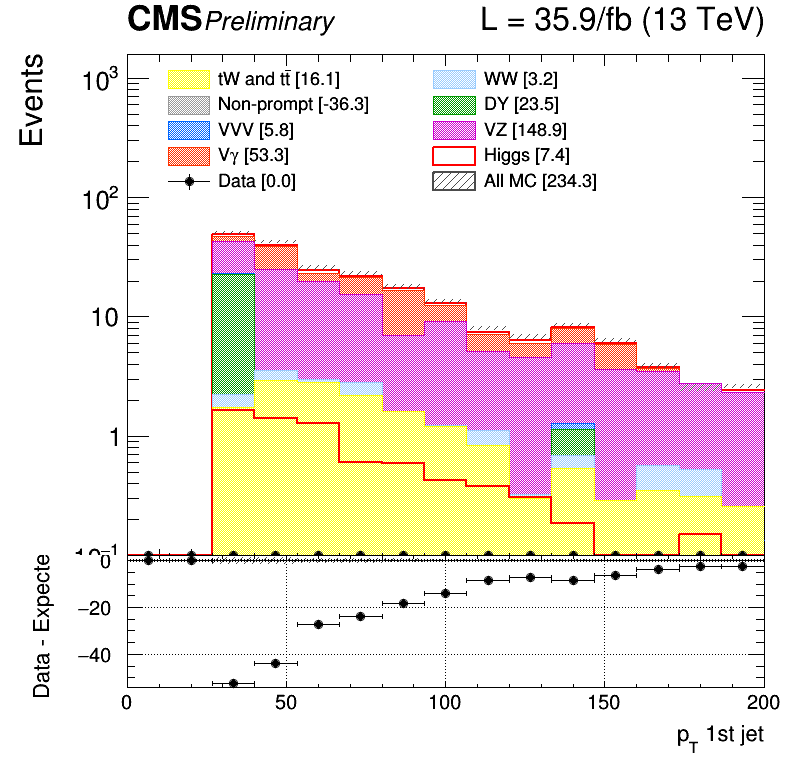 CMS Preliminary L = 35.9/fb (13 TeV)
Events
tW and tt̄ [16.1] WW [3.2]
Non-prompt [-36.3] DY [23.5]
VVV [5.8] VZ [148.9]
Vγ [53.3] Higgs [7.4]
Data [0.0] All MC [234.3]
10³
10²
10
1
Data - Expecte
0
−20
−40
0 50 100 150 200
p_T 1st jet